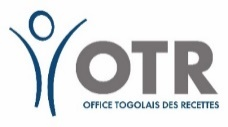 OTR
OFFICE TOGOLAIS DES RECETTES